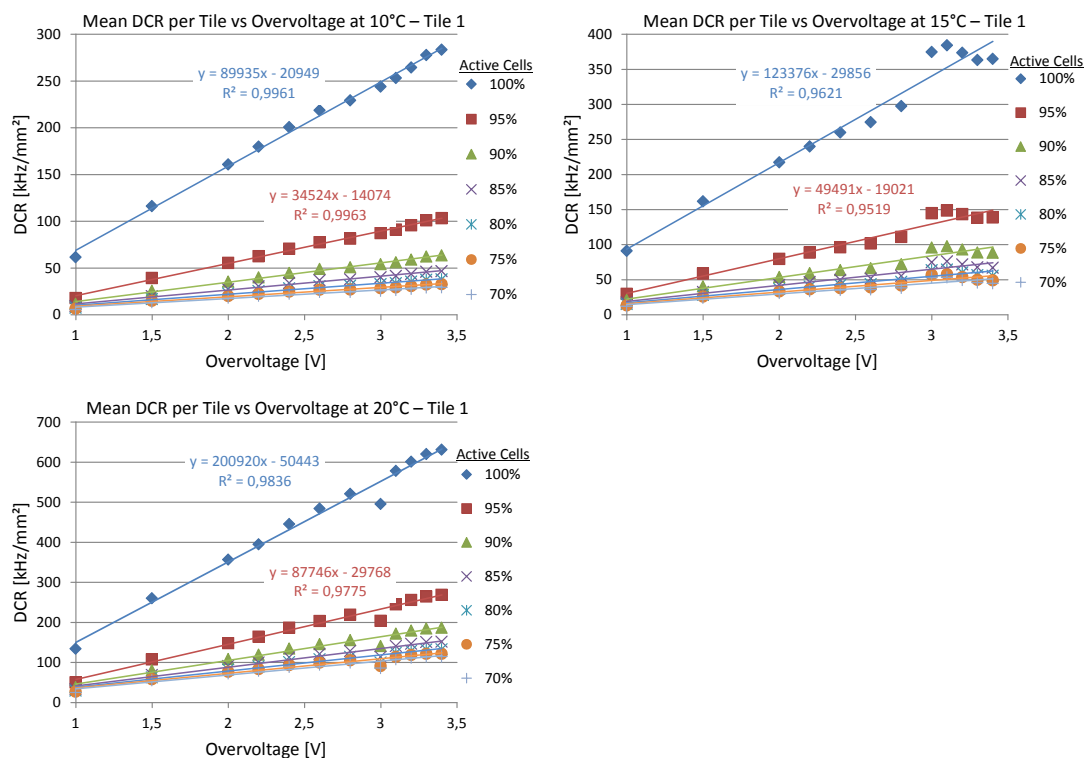 Mean DCR per Tile vs Overvoltage at 10°C – Tile 1
DCR [kHz/mm²]
300
250
200
150
100
50
0
y = 89935x - 20949
R² = 0,9961
y = 34524x - 14074
R² = 0,9963
1
1,5
2
2,5
3
3,5
Overvoltage [V]
Active Cells
100%
95%
90%
85%
80%
75%
70%
Mean DCR per Tile vs Overvoltage at 15°C – Tile 1
DCR [kHz/mm²]
400
350
300
250
200
150
100
50
0
y = 123376x - 29856
R² = 0,9621
y = 49491x - 19021
R² = 0,9519
1
1,5
2
2,5
3
3,5
Overvoltage [V]
Active Cells
100%
95%
90%
85%
80%
75%
70%
Mean DCR per Tile vs Overvoltage at 20°C – Tile 1
DCR [kHz/mm²]
700
600
500
400
300
200
100
0
y = 200920x - 50443
R² = 0,9836
y = 87746x - 29768
R² = 0,9775
1
1,5
2
2,5
3
3,5
Overvoltage [V]
Active Cells
100%
95%
90%
85%
80%
75%
70%